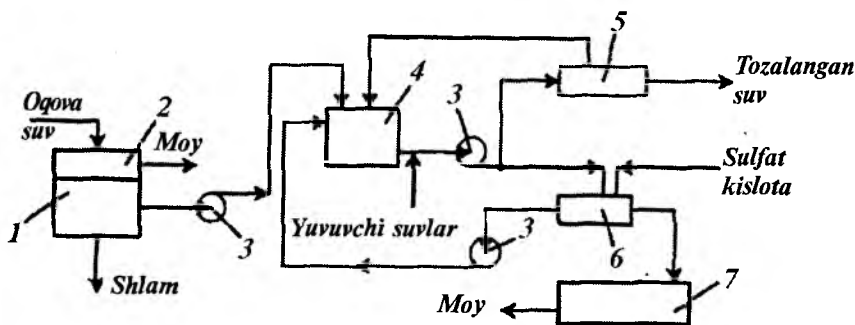 5
Oqova
suv
2
Moy
4
3
Tozalangan
suv
Sulfat
kislota
1
3
Yuvuvchi suvlar
3
6
Shlam
Moy
7